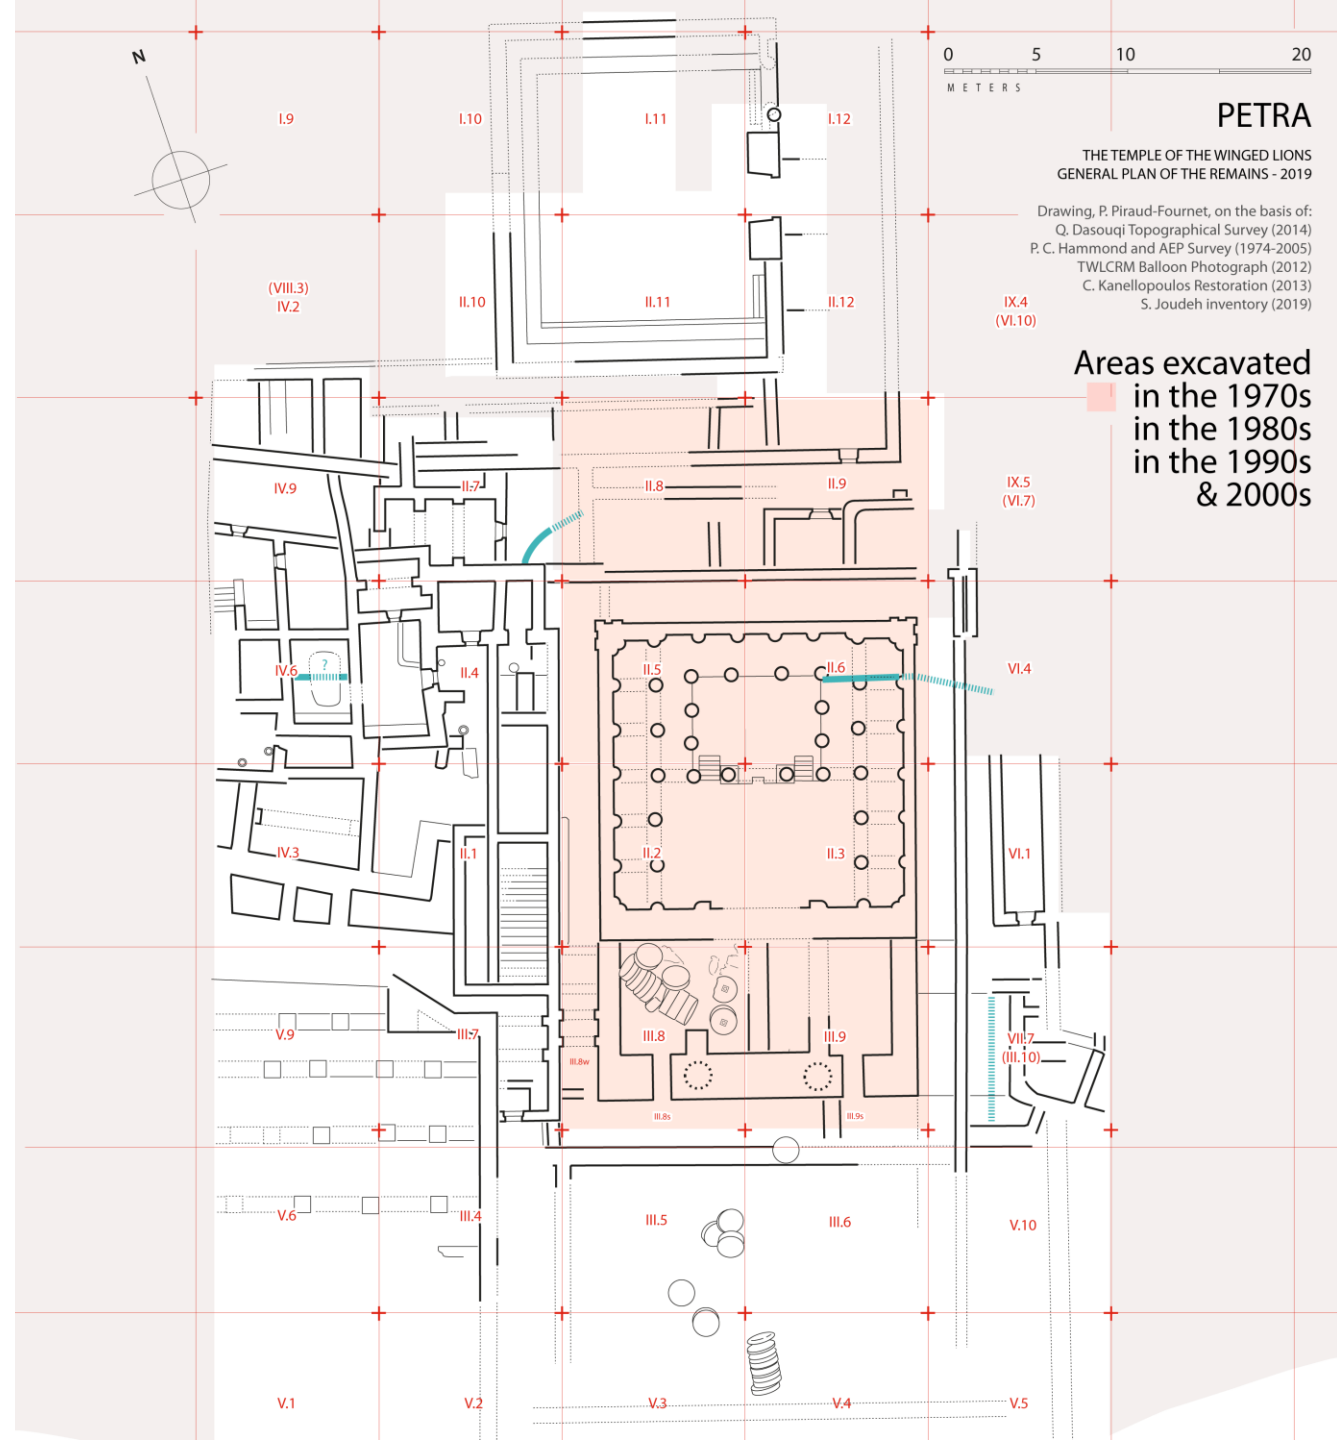 N
0 5 10 20
METERS
PETRA
THE TEMPLE OF THE WINGED LIONS
GENERAL PLAN OF THE REMAINS - 2019
Drawing, P. Piraud-Fournet, on the basis of:
Q. Dasouqi Topographical Survey (2014)
P. C. Hammond and AEP Survey (1974-2005)
TWLCRM Balloon Photograph (2012)
C. Kanellopoulos Restoration (2013)
S. Joudeh inventory (2019)
Areas excavated
in the 1970s
in the 1980s
in the 1990s
& 2000s
I.9 I.10 I.11 I.12
(VIII.3)
IV.2 II.10 II.11 II.12 IX.4
(VI.10)
IV.9 II.7 II.8 II.9 IX.5
(VI.7)
IV.6 ? II.4 II.5 II.6 VI.4
IV.3 II.1 II.2 II.3 VI.1
V.9 III.7 III.8 III.9 VII.7
(III.10)
III.8w
III.8s III.9s
V.6 III.4 III.5 III.6 V.10
V.1 V.2 V.3 V.4 V.5